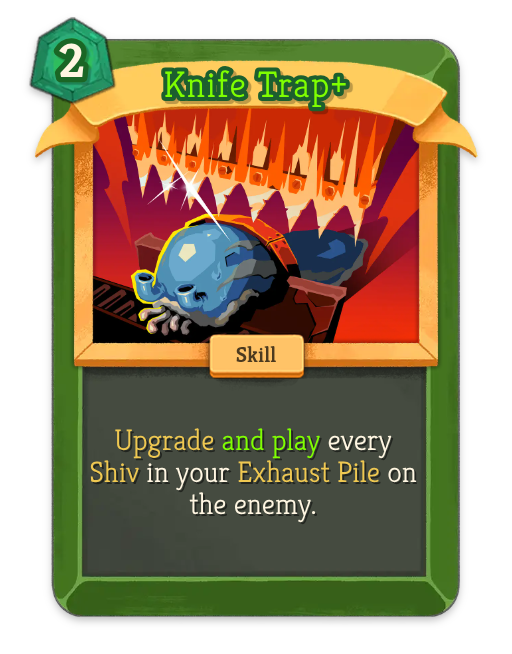 2
Knife Trap+
Skill
Upgrade and play every
Shiv in your Exhaust Pile on
the enemy.